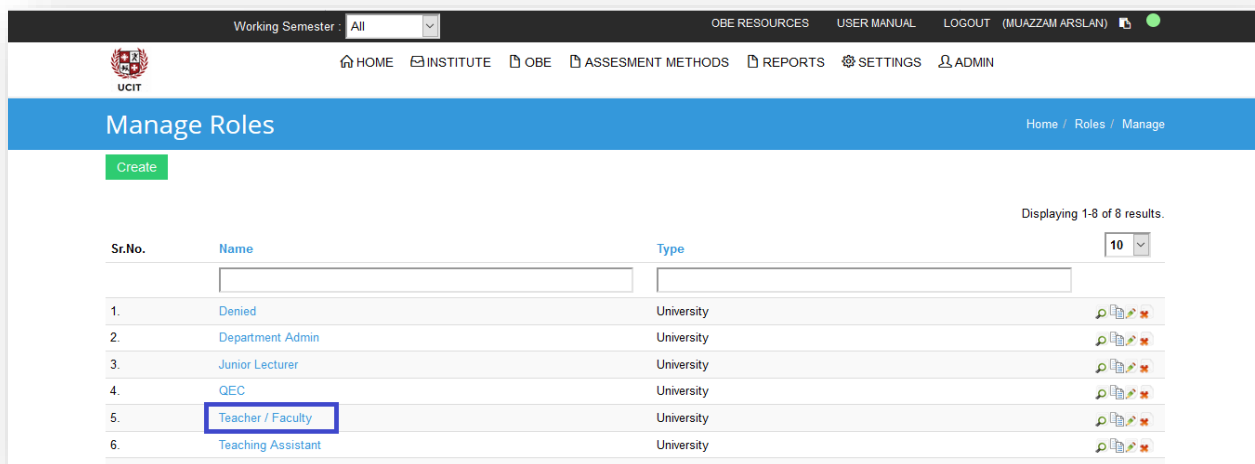 Working Semester : All OBE RESOURCES USER MANUAL LOGOUT (MUAZZAM ARSLAN)
UCIT
HOME INSTITUTE OBE ASSESMENT METHODS REPORTS SETTINGS ADMIN
Manage Roles Home / Roles / Manage
Create
Displaying 1-8 of 8 results.
Sr.No. Name Type 10
1. Denied University
2. Department Admin University
3. Junior Lecturer University
4. QEC University
5. Teacher / Faculty University
6. Teaching Assistant University